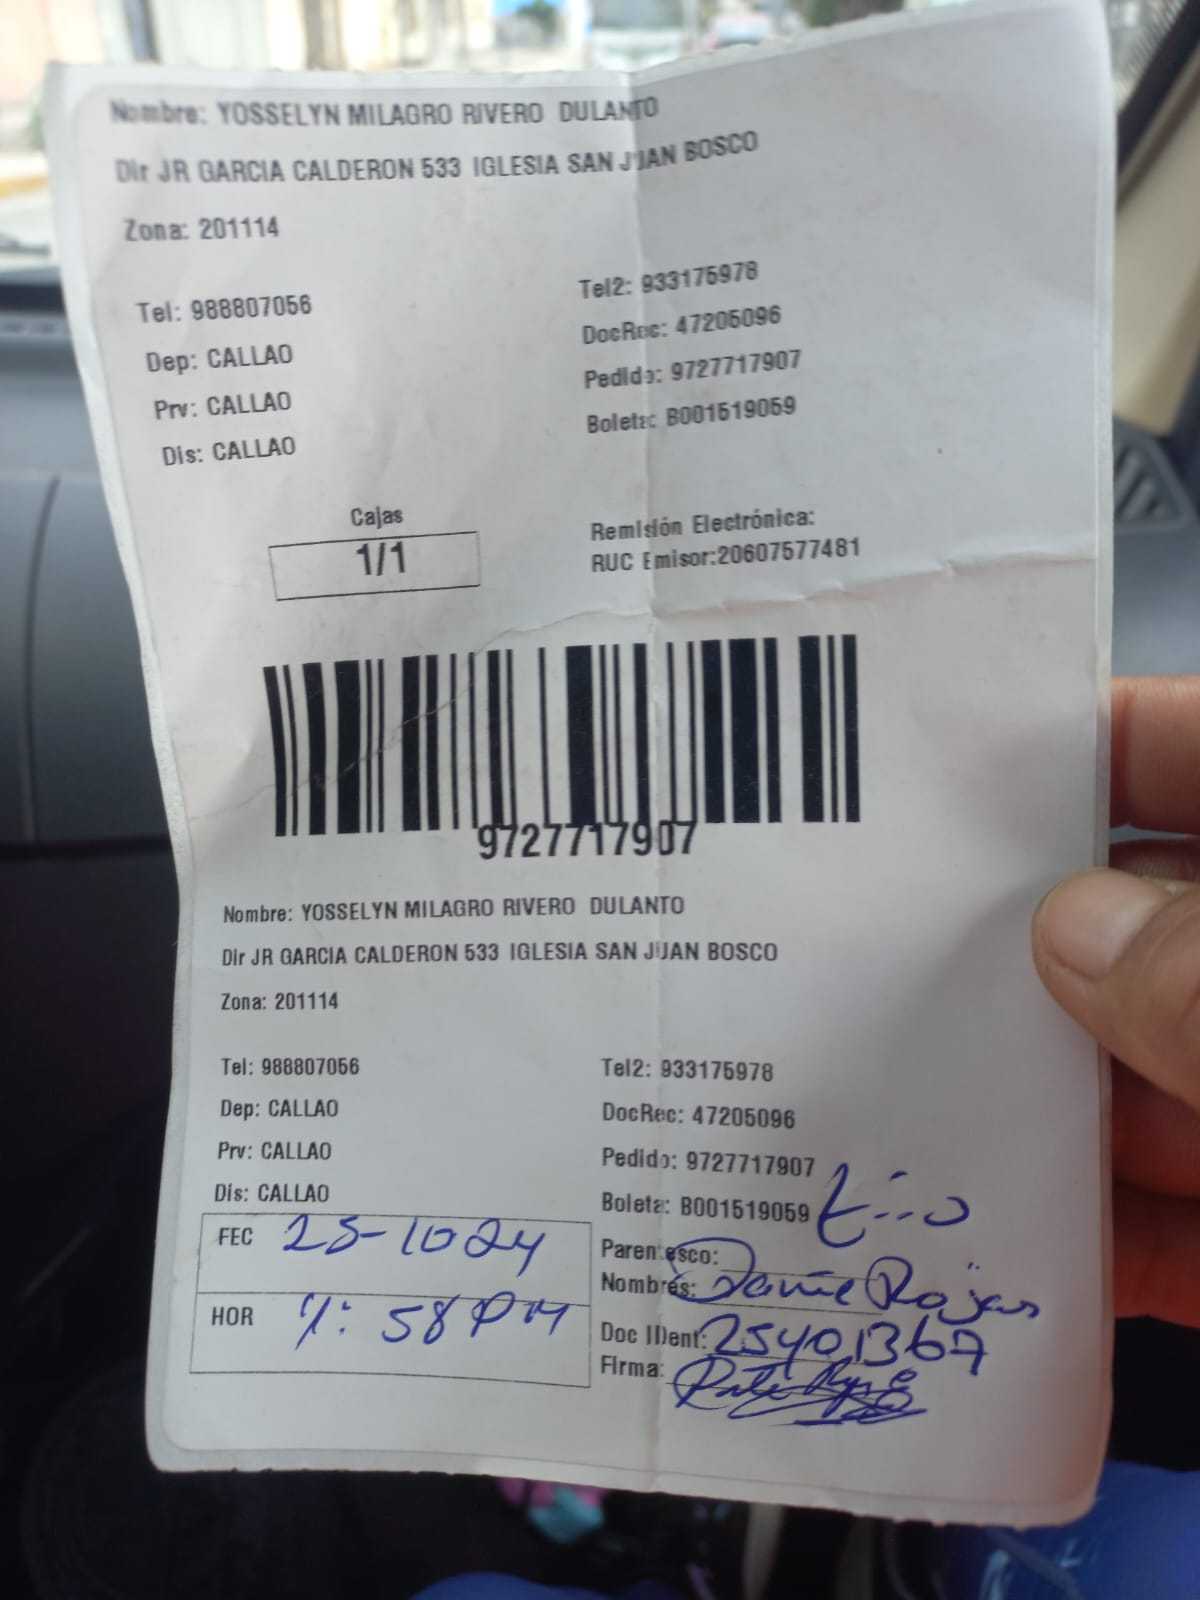 Nombre: YOSSELYN MILAGRO RIVERO DULANTO
Dir JR GARCIA CALDERON 533 IGLESIA SAN JUAN BOSCO
Zona: 201114
Tel: 988807056 Tel2: 933175978
Dep: CALLAO DocRec: 47205096
Prv: CALLAO Pedido: 9727717907
Dis: CALLAO Boleta: B001519059
Cajas
1/1
Remisión Electrónica:
RUC Emisor:20607577481
9727717907
Nombre: YOSSELYN MILAGRO RIVERO DULANTO
Dir JR GARCIA CALDERON 533 IGLESIA SAN JUAN BOSCO
Zona: 201114
Tel: 988807056 Tel2: 933175978
Dep: CALLAO DocRec: 47205096
Prv: CALLAO Pedido: 9727717907
Dis: CALLAO Boleta: B001519059
FEC 25-1024 Parentesco:
Nombres: Rojas
HOR 58 PM Doc IDent: 25401367
Firma: